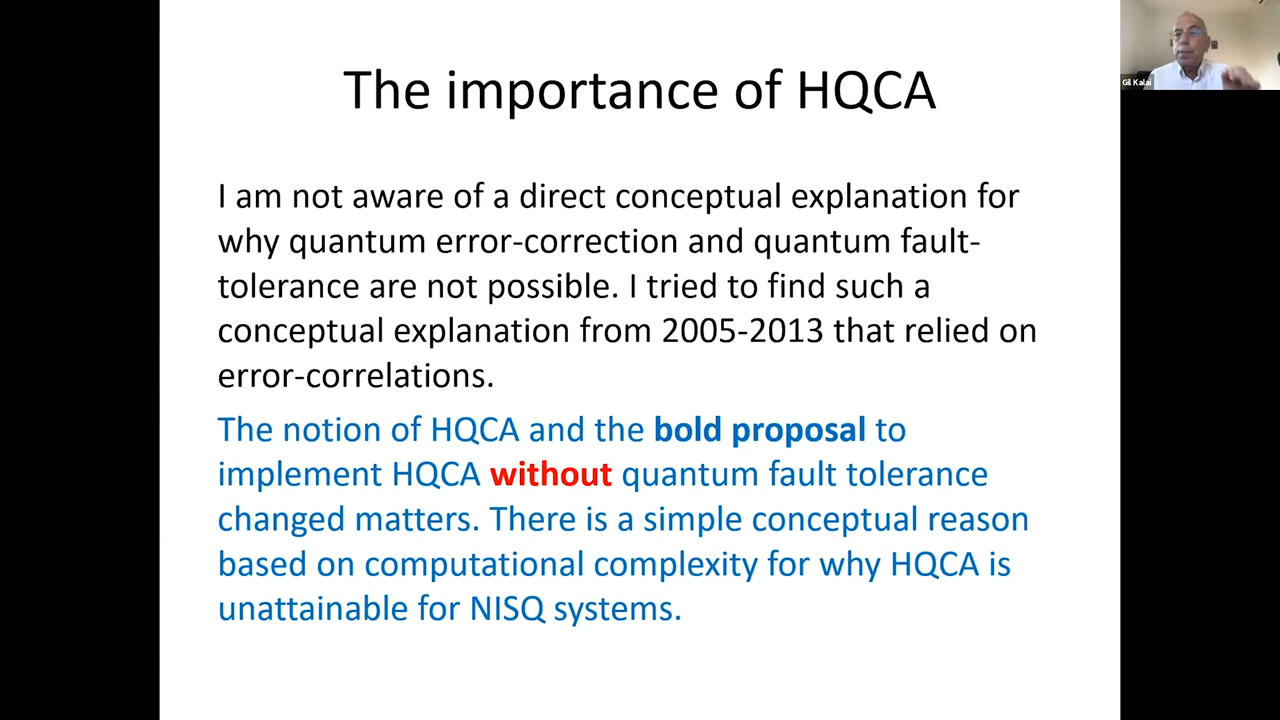 The importance of HQCA
Gil Kalai
I am not aware of a direct conceptual explanation for
why quantum error-correction and quantum fault-
tolerance are not possible. I tried to find such a
conceptual explanation from 2005-2013 that relied on
error-correlations.
The notion of HQCA and the bold proposal to
implement HQCA without quantum fault tolerance
changed matters. There is a simple conceptual reason
based on computational complexity for why HQCA is
unattainable for NISQ systems.